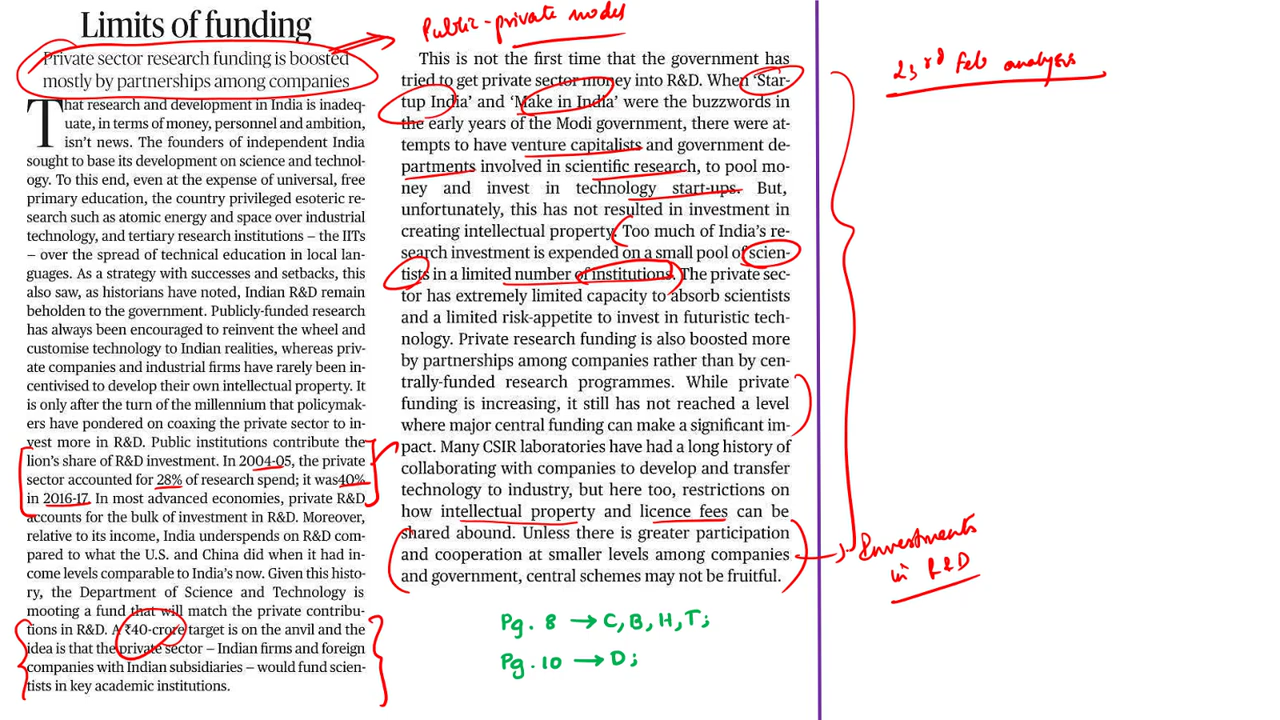 Limits of funding
Private sector research funding is boosted
mostly by partnerships among companies
That research and development in India is inadeq-
uate, in terms of money, personnel and ambition,
isn't news. The founders of independent India
sought to base its development on science and technol-
ogy. To this end, even at the expense of universal, free
primary education, the country privileged esoteric re-
search such as atomic energy and space over industrial
technology, and tertiary research institutions – the IITs
– over the spread of technical education in local lan-
guages. As a strategy with successes and setbacks, this
also saw, as historians have noted, Indian R&D remain
beholden to the government. Publicly-funded research
has always been encouraged to reinvent the wheel and
customise technology to Indian realities, whereas priv-
ate companies and industrial firms have rarely been in-
centivised to develop their own intellectual property. It
is only after the turn of the millennium that policymak-
ers have pondered on coaxing the private sector to in-
vest more in R&D. Public institutions contribute the
lion's share of R&D investment. In 2004-05, the private
sector accounted for 28% of research spend; it was 40%
in 2016-17. In most advanced economies, private R&D
accounts for the bulk of investment in R&D. Moreover,
relative to its income, India underspends on R&D com-
pared to what the U.S. and China did when it had in-
come levels comparable to India's now. Given this histo-
ry, the Department of Science and Technology is
mooting a fund that will match the private contribu-
tions in R&D. A ₹40-crore target is on the anvil and the
idea is that the private sector – Indian firms and foreign
companies with Indian subsidiaries – would fund scien-
tists in key academic institutions.
Public-private modes
This is not the first time that the government has
tried to get private sector money into R&D. When 'Star-
tup India' and 'Make in India' were the buzzwords in
the early years of the Modi government, there were at-
tempts to have venture capitalists and government de-
partments involved in scientific research, to pool mo-
ney and invest in technology start-ups. But,
unfortunately, this has not resulted in investment in
creating intellectual property. Too much of India's re-
search investment is expended on a small pool of scien-
tists in a limited number of institutions. The private sec-
tor has extremely limited capacity to absorb scientists
and a limited risk-appetite to invest in futuristic tech-
nology. Private research funding is also boosted more
by partnerships among companies rather than by cen-
trally-funded research programmes. While private
funding is increasing, it still has not reached a level
where major central funding can make a significant im-
pact. Many CSIR laboratories have had a long history of
collaborating with companies to develop and transfer
technology to industry, but here too, restrictions on
how intellectual property and licence fees can be
shared abound. Unless there is greater participation
and cooperation at smaller levels among companies
and government, central schemes may not be fruitful.
Pg. 8 → C, B, H, T;
Pg. 10 → D;
23rd Feb analysis
Investments
in R&D